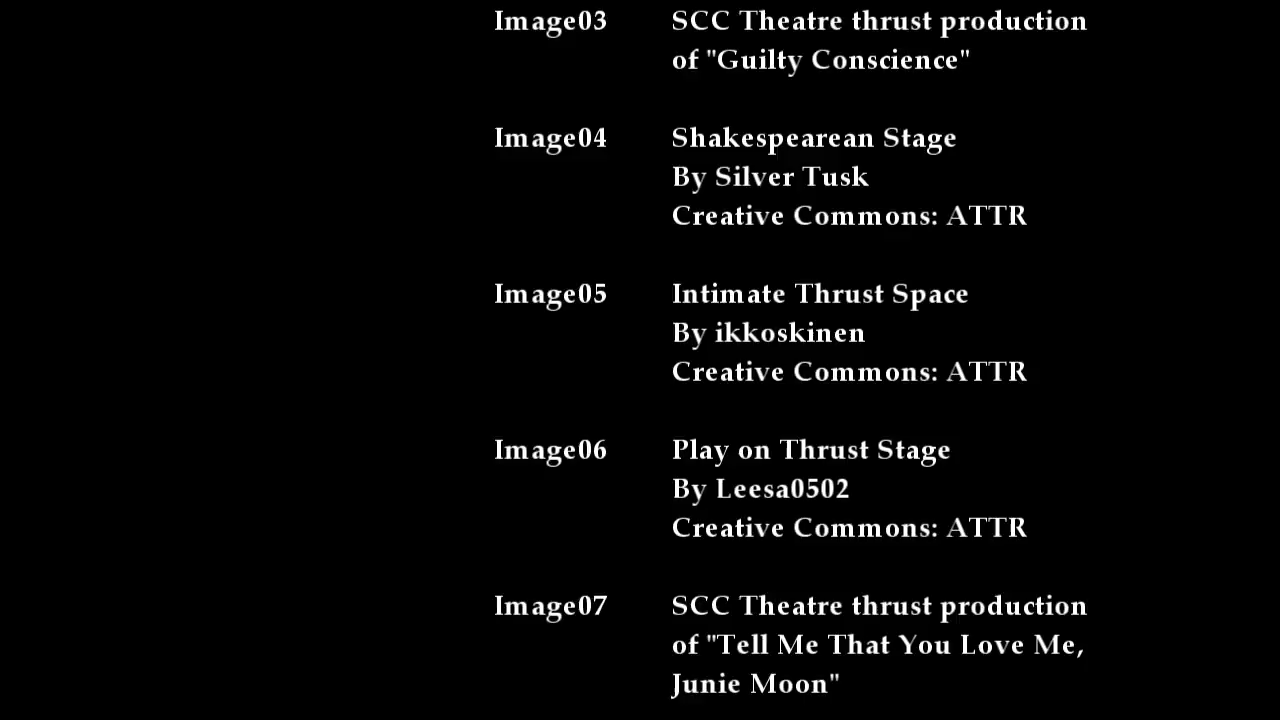 Image03 SCC Theatre thrust production
of "Guilty Conscience"
Image04 Shakespearean Stage
By Silver Tusk
Creative Commons: ATTR
Image05 Intimate Thrust Space
By ikkoskinen
Creative Commons: ATTR
Image06 Play on Thrust Stage
By Leesa0502
Creative Commons: ATTR
Image07 SCC Theatre thrust production
of "Tell Me That You Love Me,
Junie Moon"